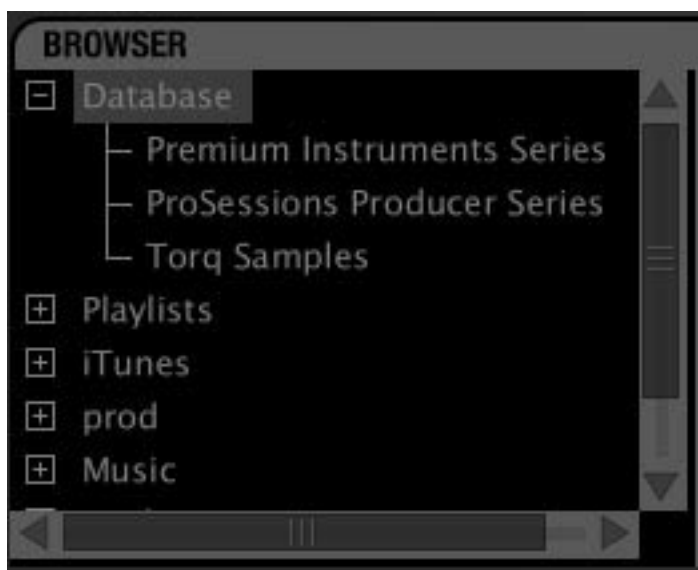 BROWSER
Database
Premium Instruments Series
ProSessions Producer Series
Torq Samples
Playlists
iTunes
prod
Music